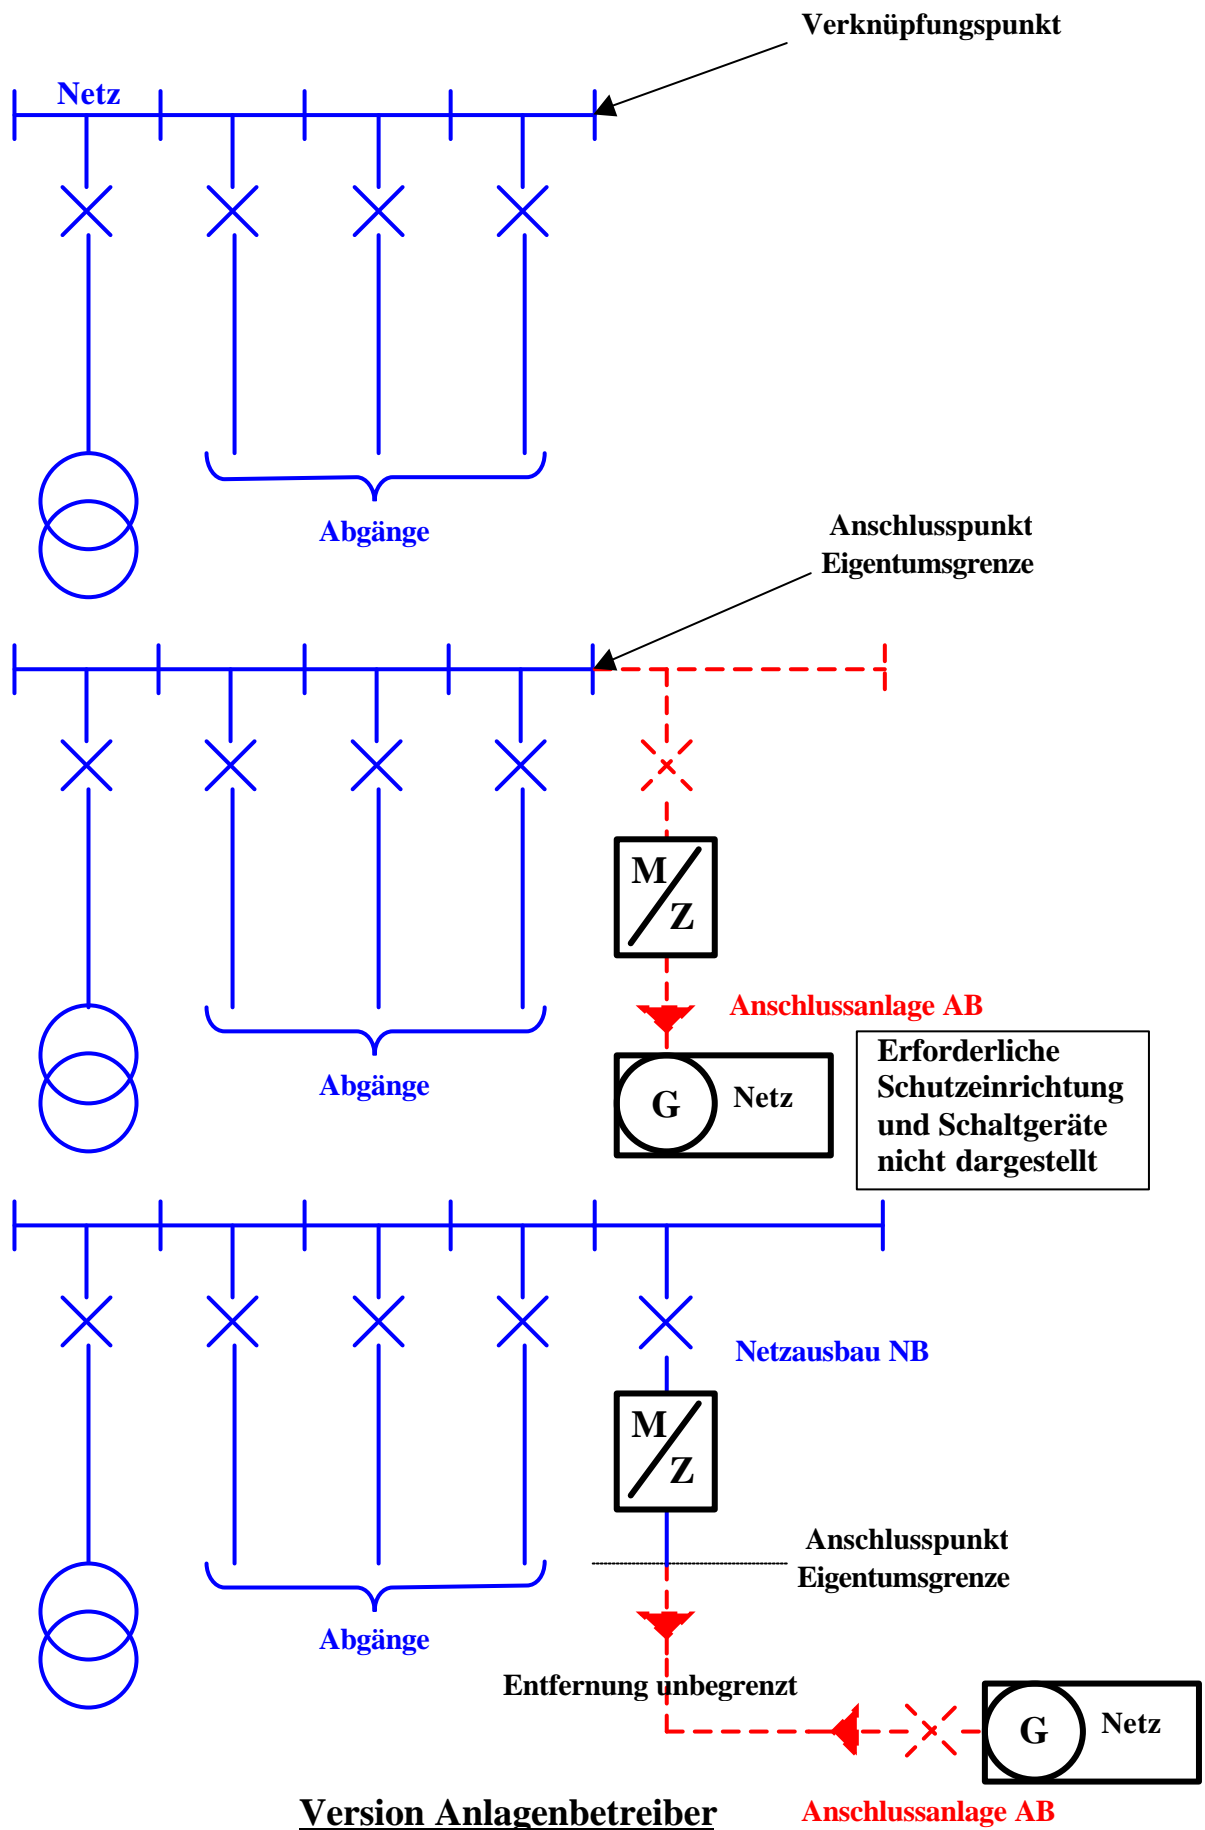 Verknüpfungspunkt
Netz
Abgänge
Anschlusspunkt
Eigentumsgrenze
M
Z
Anschlussanlage AB
Erforderliche
Schutzeinrichtung
und Schaltgeräte
nicht dargestellt
G
Netz
Abgänge
Netzausbau NB
M
Z
Anschlusspunkt
Eigentumsgrenze
Abgänge
Entfernung unbegrenzt
G
Netz
Version Anlagenbetreiber
Anschlussanlage AB